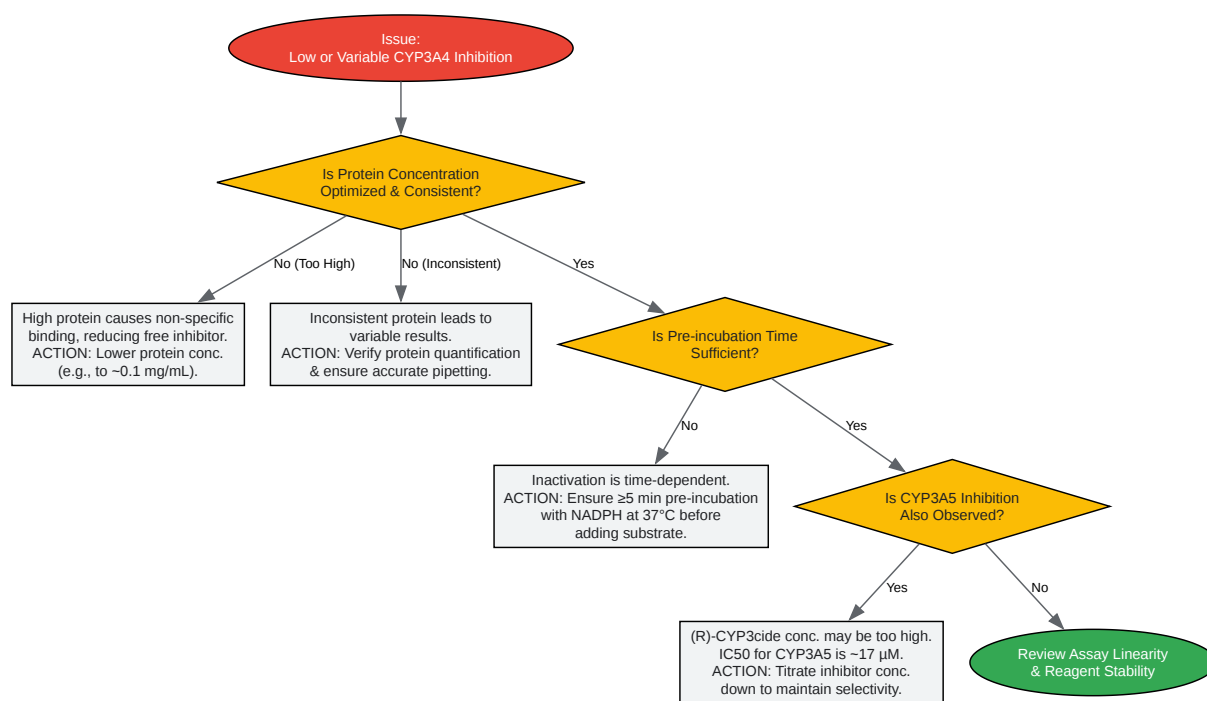 Issue:
Low or Variable CYP3A4 Inhibition
Is Protein Concentration
Optimized & Consistent?
No (Too High)
No (Inconsistent)
Yes
High protein causes non-specific
binding, reducing free inhibitor.
ACTION: Lower protein conc.
(e.g., to ~0.1 mg/mL).
Inconsistent protein leads to
variable results.
ACTION: Verify protein quantification
& ensure accurate pipetting.
Is Pre-incubation Time
Sufficient?
No
Yes
Inactivation is time-dependent.
ACTION: Ensure ≥5 min pre-incubation
with NADPH at 37°C before
adding substrate.
Is CYP3A5 Inhibition
Also Observed?
Yes
No
(R)-CYP3cide conc. may be too high.
IC50 for CYP3A5 is ~17 µM.
ACTION: Titrate inhibitor conc.
down to maintain selectivity.
Review Assay Linearity
& Reagent Stability